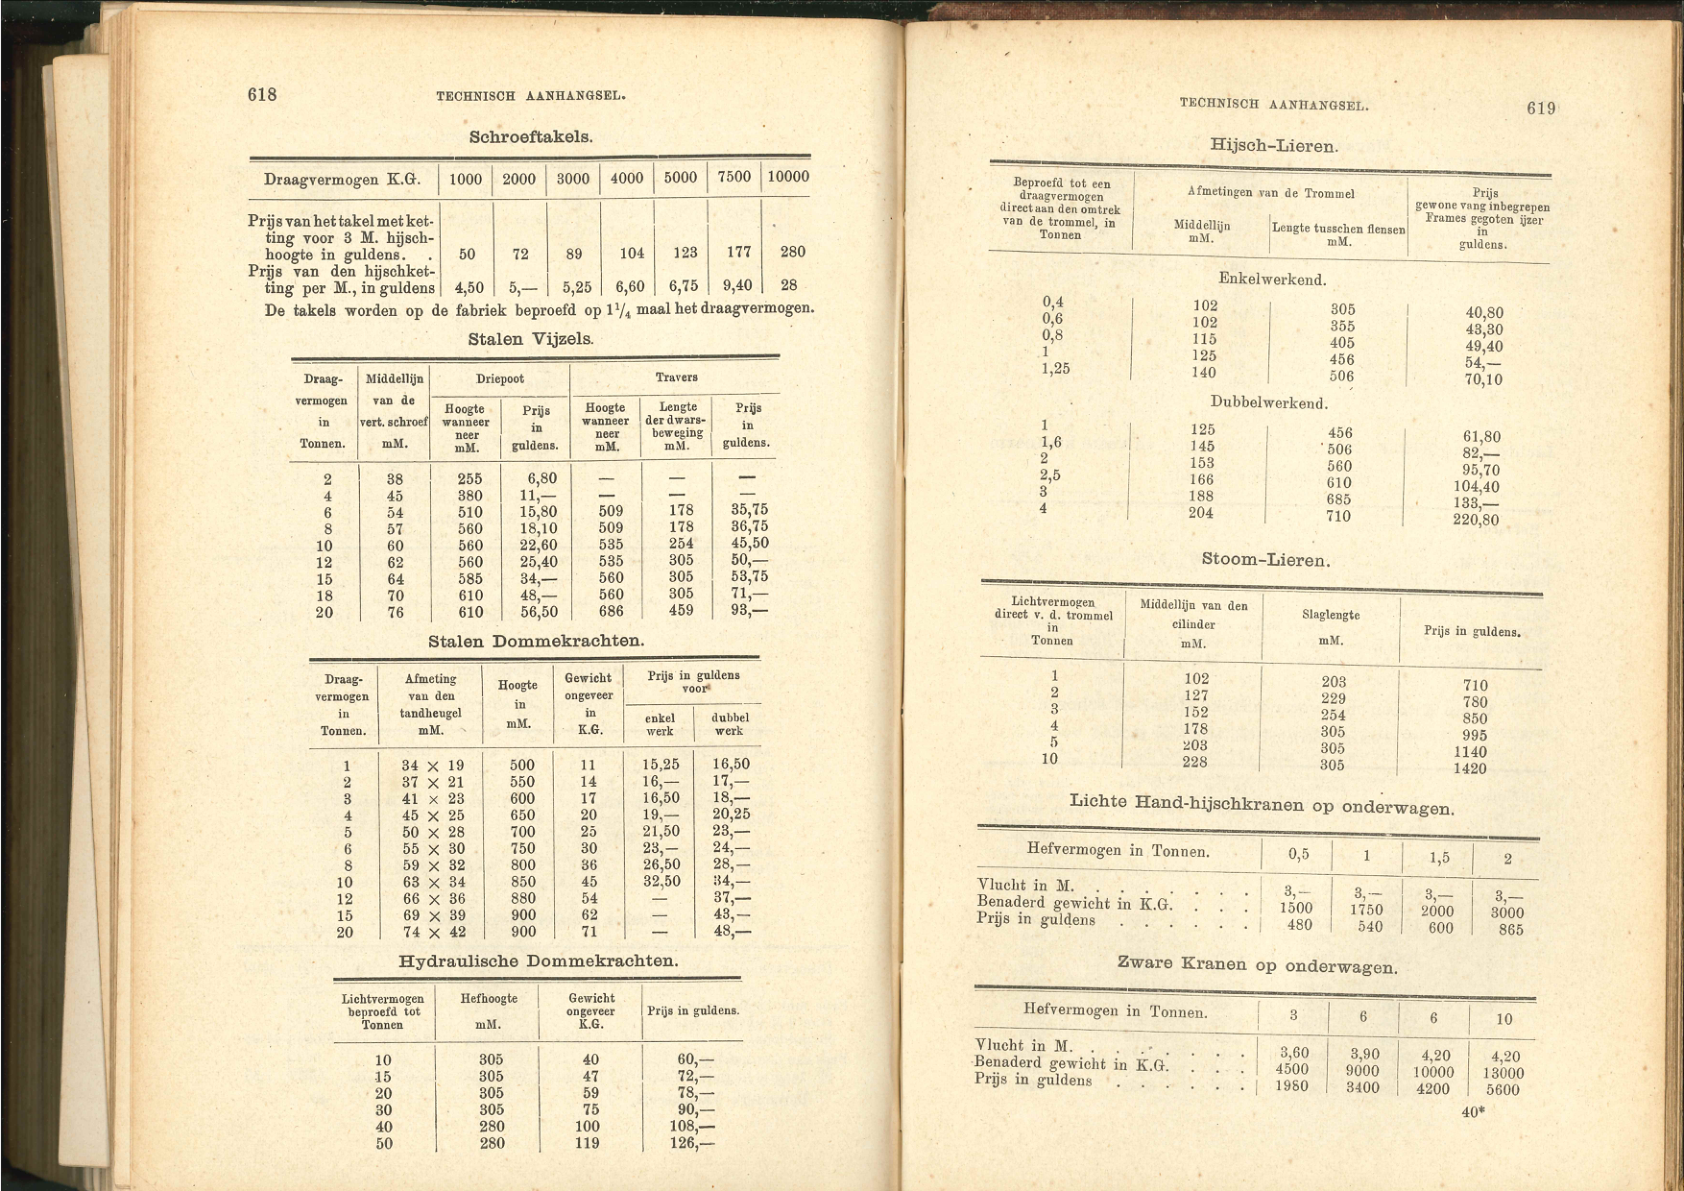 618
TECHNISCH AANHANGSEL.
Schroeftakels.
Draagvermogen K.G. 1000 2000 3000 4000 5000 7500 10000
Prijs van het takel met ket-
ting voor 3 M. hijsch-
hoogte in guldens. . 50 72 89 104 123 177 280
Prijs van den hijschket-
ting per M., in guldens 4,50 5,— 5,25 6,60 6,75 9,40 28
De takels worden op de fabriek beproefd op 1¹/₄ maal het draagvermogen.
Stalen Vijzels.
Draag- Middellijn Driepoot Travers
vermogen van de
in vert. schroef
Tonnen. mM.
Hoogte Prijs Hoogte Lengte Prijs
wanneer in wanneer der dwars- in
neer guldens. neer beweging guldens.
mM. mM. mM.
2 38 255 6,80 — — —
4 45 380 11,— — — —
6 54 510 15,80 509 178 35,75
8 57 560 18,10 509 178 36,75
10 60 560 22,60 535 254 45,50
12 62 560 25,40 535 305 50,—
15 64 585 34,— 560 305 53,75
18 70 610 48,— 560 305 71,—
20 76 610 56,50 686 459 93,—
Stalen Dommekrachten.
Draag- Afmeting Hoogte Gewicht Prijs in guldens
vermogen van den in ongeveer voor
in tandheugel mM. in enkel dubbel
Tonnen. mM. K.G. werk werk
1 34 × 19 500 11 15,25 16,50
2 37 × 21 550 14 16,— 17,—
3 41 × 23 600 17 16,50 18,—
4 45 × 25 650 20 19,— 20,25
5 50 × 28 700 25 21,50 23,—
6 55 × 30 750 30 23,— 24,—
8 59 × 32 800 36 26,50 28,—
10 63 × 34 850 45 32,50 34,—
12 66 × 36 880 54 — 37,—
15 69 × 39 900 62 — 43,—
20 74 × 42 900 71 — 48,—
Hydraulische Dommekrachten.
Lichtvermogen Hefhoogte Gewicht Prijs in guldens.
beproefd tot ongeveer
Tonnen mM. K.G.
10 305 40 60,—
15 305 47 72,—
20 305 59 78,—
30 305 75 90,—
40 280 100 108,—
50 280 119 126,—
TECHNISCH AANHANGSEL.
619
Hijsch-Lieren.
Beproefd tot een Afmetingen van de Trommel Prijs
draagvermogen gewone vang inbegrepen
direct aan den omtrek Middellijn Lengte tusschen flensen Frames gegoten ijzer
van de trommel, in mM. mM. in
Tonnen guldens.
Enkelwerkend.
0,4 102 305 40,80
0,6 102 355 43,30
0,8 115 405 49,40
1 125 456 54,—
1,25 140 506 70,10
Dubbelwerkend.
1 125 456 61,80
1,6 145 506 82,—
2 153 560 95,70
2,5 166 610 104,40
3 188 685 133,—
4 204 710 220,80
Stoom-Lieren.
Lichtvermogen Middellijn van den Slaglengte Prijs in guldens.
direct v. d. trommel cilinder
in
Tonnen mM. mM.
1 102 203 710
2 127 229 780
3 152 254 850
4 178 305 995
5 203 305 1140
10 228 305 1420
Lichte Hand-hijschkranen op onderwagen.
Hefvermogen in Tonnen. 0,5 1 1,5 2
Vlucht in M. . . . . . . . 3,— 3,— 3,— 3,—
Benaderd gewicht in K.G. . . . 1500 1750 2000 3000
Prijs in guldens . . . . . . 480 540 600 865
Zware Kranen op onderwagen.
Hefvermogen in Tonnen. 3 6 6 10
Vlucht in M. . . . . . . . 3,60 3,90 4,20 4,20
Benaderd gewicht in K.G. . . . 4500 9000 10000 13000
Prijs in guldens . . . . . . 1980 3400 4200 5600
40*